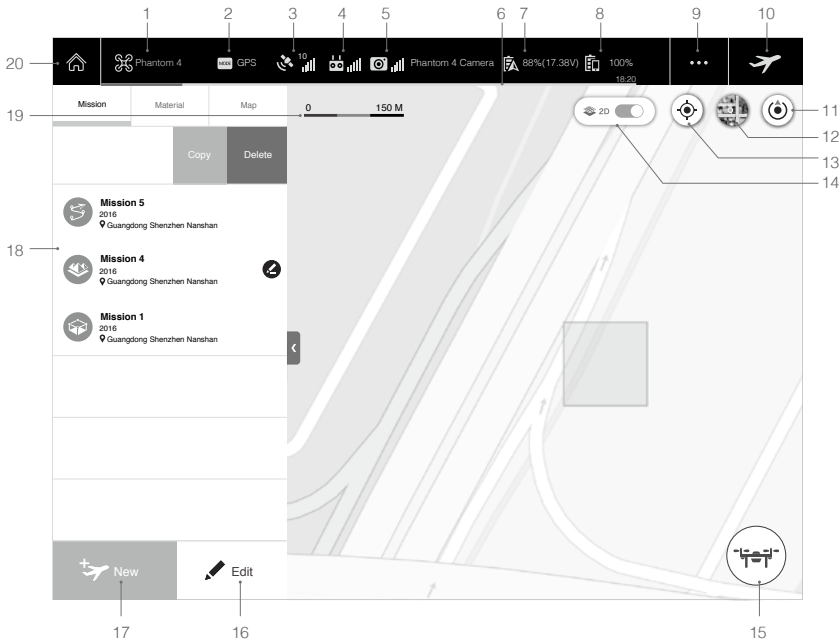 1 2 3 4 5 6 7 8 9 10
20 Phantom 4 MODE GPS 10 Phantom 4 Camera 88%(17.38V) 100%
18:20
Mission Material Map
19 0 150 M 2D 11
12
13
14
Copy Delete
Mission 5
2016
Guangdong Shenzhen Nanshan
18
Mission 4
2016
Guangdong Shenzhen Nanshan
Mission 1
2016
Guangdong Shenzhen Nanshan
New Edit
17 16 15